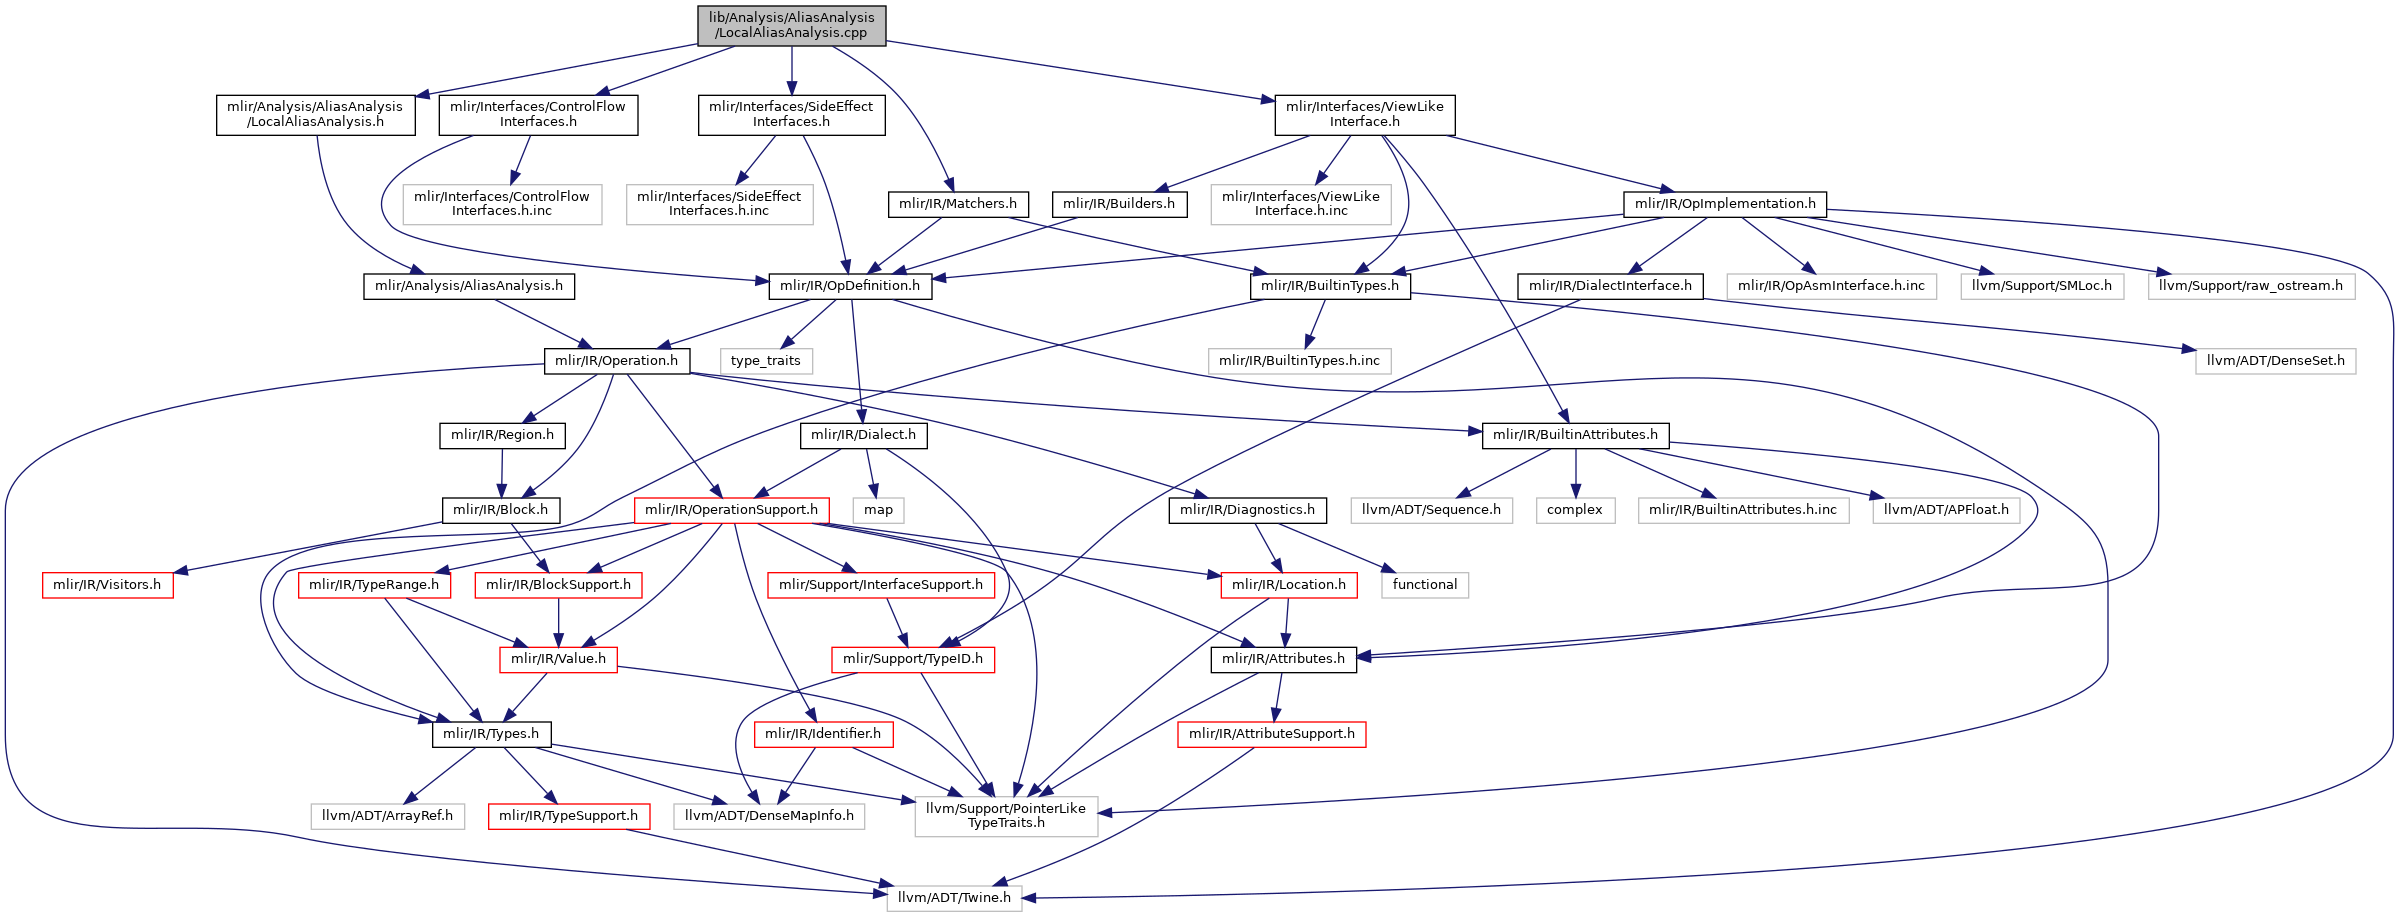 lib/Analysis/AliasAnalysis
/LocalAliasAnalysis.cpp
mlir/Analysis/AliasAnalysis
/LocalAliasAnalysis.h
mlir/Interfaces/ControlFlow
Interfaces.h
mlir/Interfaces/SideEffect
Interfaces.h
mlir/Interfaces/ViewLike
Interface.h
mlir/Interfaces/ControlFlow
Interfaces.h.inc
mlir/Interfaces/SideEffect
Interfaces.h.inc
mlir/IR/Matchers.h
mlir/IR/Builders.h
mlir/Interfaces/ViewLike
Interface.h.inc
mlir/IR/OpImplementation.h
mlir/Analysis/AliasAnalysis.h
mlir/IR/OpDefinition.h
mlir/IR/BuiltinTypes.h
mlir/IR/DialectInterface.h
mlir/IR/OpAsmInterface.h.inc
llvm/Support/SMLoc.h
llvm/Support/raw_ostream.h
mlir/IR/Operation.h
type_traits
mlir/IR/BuiltinTypes.h.inc
llvm/ADT/DenseSet.h
mlir/IR/Region.h
mlir/IR/Dialect.h
mlir/IR/BuiltinAttributes.h
mlir/IR/Block.h
mlir/IR/OperationSupport.h
map
mlir/IR/Diagnostics.h
llvm/ADT/Sequence.h
complex
mlir/IR/BuiltinAttributes.h.inc
llvm/ADT/APFloat.h
mlir/IR/Visitors.h
mlir/IR/TypeRange.h
mlir/IR/BlockSupport.h
mlir/Support/InterfaceSupport.h
mlir/IR/Location.h
functional
mlir/IR/Value.h
mlir/Support/TypeID.h
mlir/IR/Attributes.h
mlir/IR/Types.h
mlir/IR/Identifier.h
mlir/IR/AttributeSupport.h
llvm/ADT/ArrayRef.h
mlir/IR/TypeSupport.h
llvm/ADT/DenseMapInfo.h
llvm/Support/PointerLike
TypeTraits.h
llvm/ADT/Twine.h